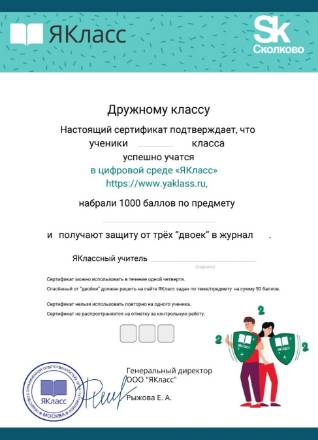 ЯКласс
Sk
Сколково
Дружному классу
Настоящий сертификат подтверждает, что
ученики класса
успешно учатся
в цифровой среде «ЯКласс»
https://www.yaklass.ru,
набрали 1000 баллов по предмету
и получают защиту от трёх "двоек" в журнал .
ЯКлассный учитель
Сертификат можно использовать в течение одной четверти.
Спасённый от "двойки" должен решить на сайте ЯКласс задач по теме/предмету на сумму 50 баллов.
Сертификат нельзя использовать повторно на одного ученика.
Сертификат не распространяется на отметку за контрольную работу.
Генеральный директор
ООО "ЯКласс"
Рыжова Е. А.
ЯКласс
МОСКВА